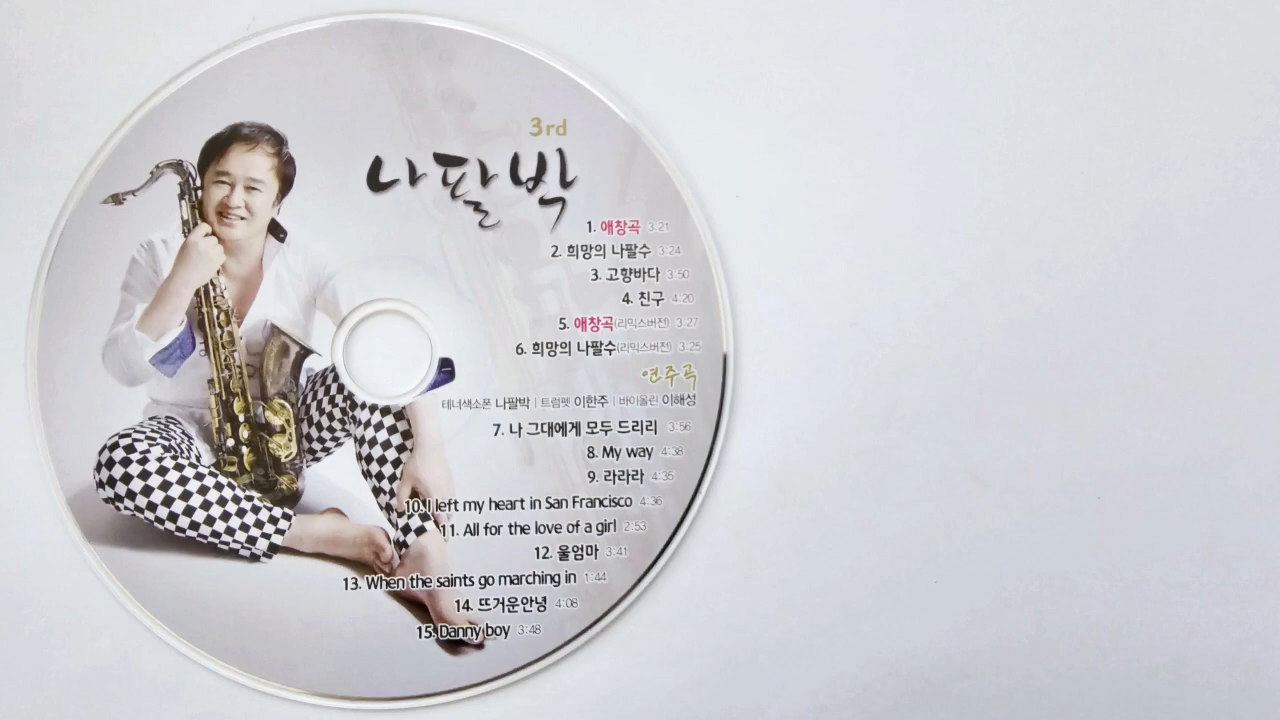 3rd
나팔박
1. 애창곡 3:21
2. 희망의 나팔수 3:24
3. 고향바다 3:50
4. 친구 4:20
5. 애창곡(리믹스버전) 3:27
6. 희망의 나팔수(리믹스버전) 3:25
연주곡
테너색소폰 나팔박 | 트럼펫 이한주 | 바이올린 이해성
7. 나 그대에게 모두 드리리 3:56
8. My way 4:38
9. 라라라 4:35
10. I left my heart in San Francisco 4:36
11. All for the love of a girl 2:53
12. 울엄마 3:41
13. When the saints go marching in 1:44
14. 뜨거운안녕 4:08
15. Danny boy 3:48